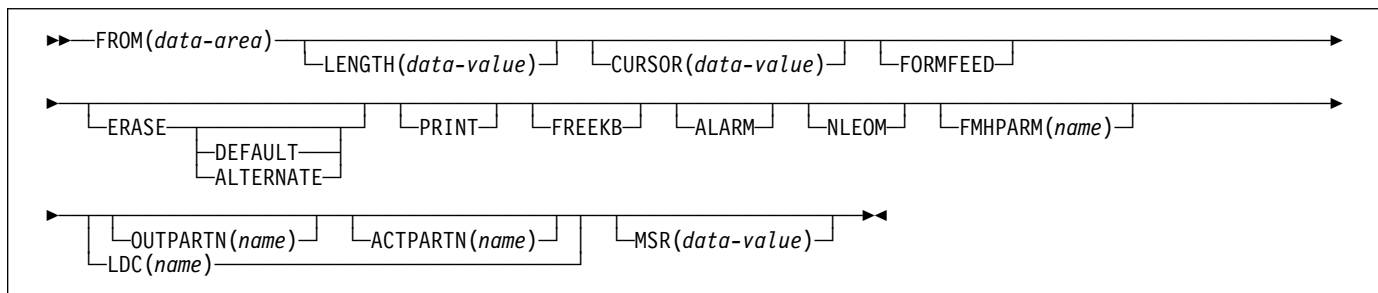 FROM(data-area)
LENGTH(data-value) CURSOR(data-value) FORMFEED
ERASE PRINT FREEKB ALARM NLEOM FMHPARM(name)
DEFAULT
ALTERNATE
OUTPARTN(name) ACTPARTN(name) MSR(data-value)
LDC(name)